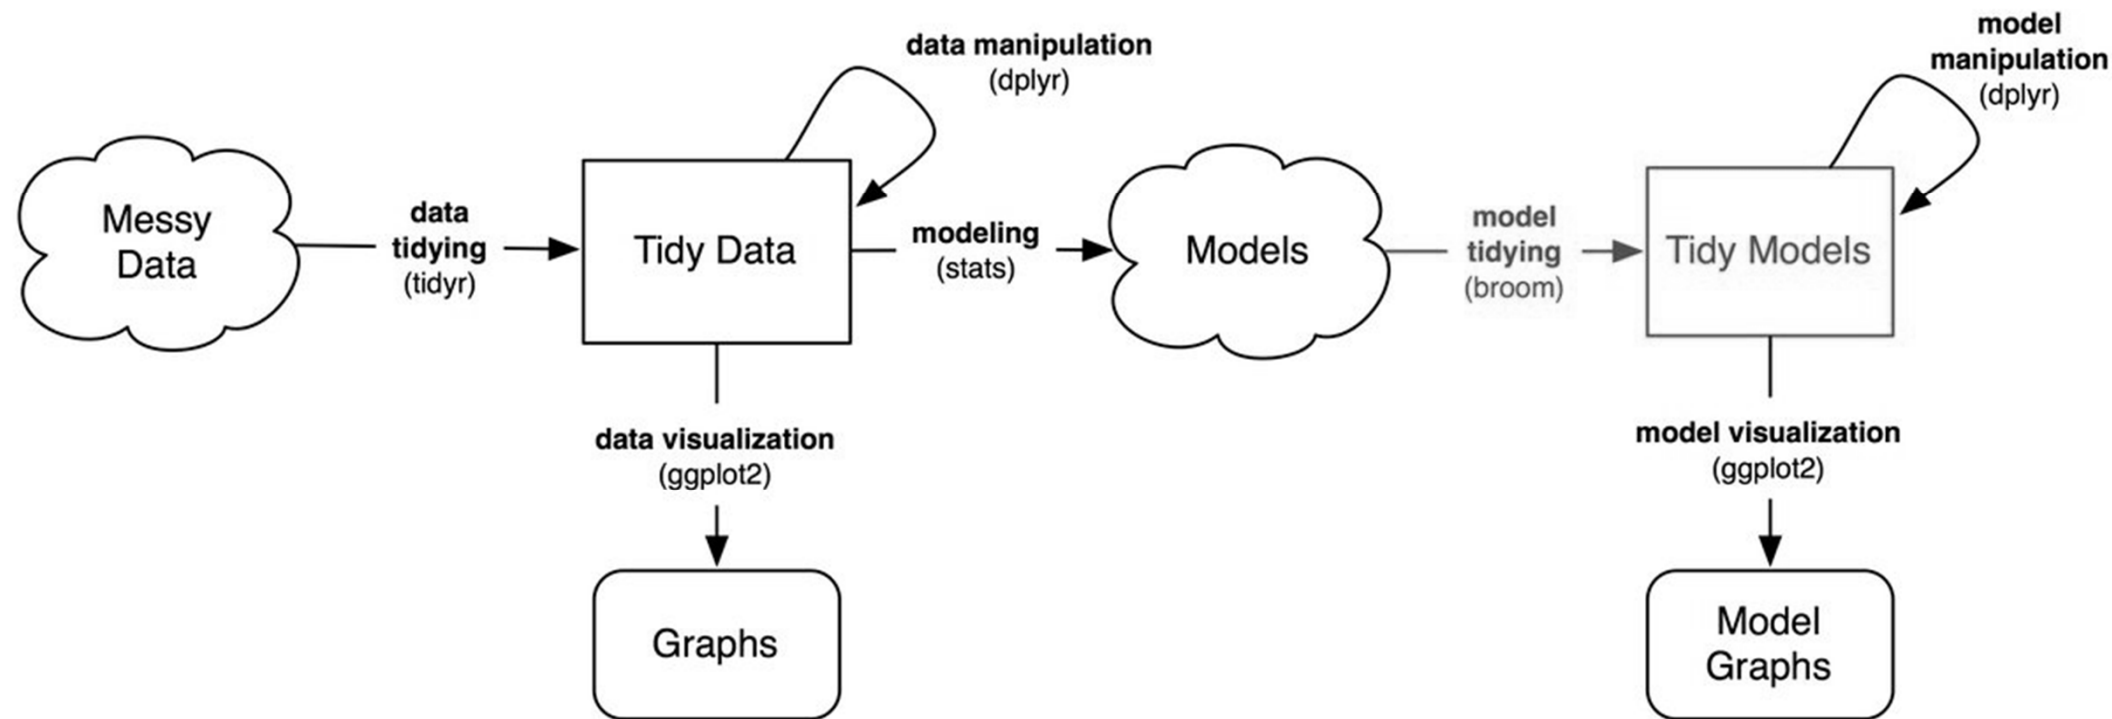 Messy
Data
data
tidying
(tidyr)
Tidy Data
data manipulation
(dplyr)
modeling
(stats)
Models
model
tidying
(broom)
Tidy Models
model
manipulation
(dplyr)
data visualization
(ggplot2)
Graphs
model visualization
(ggplot2)
Model
Graphs